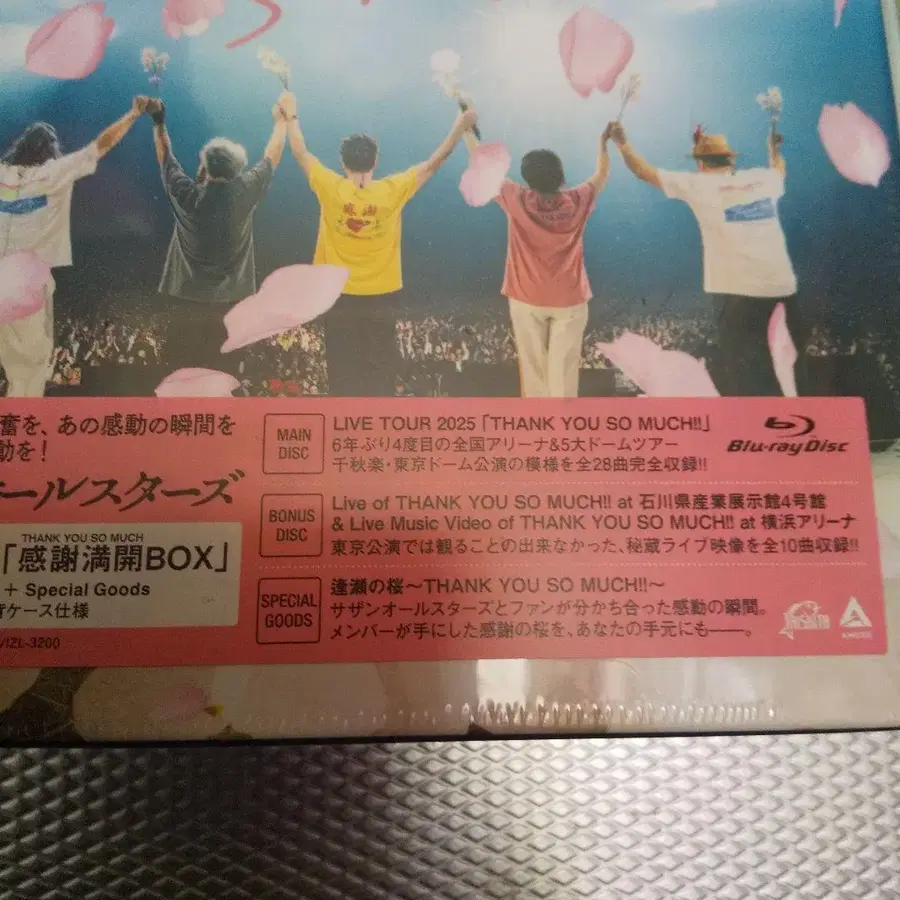 感謝
奮を、あの感動の瞬間を
動を!
オールスターズ
THANK YOU SO MUCH
「感謝満開BOX」
+ Special Goods
ケース仕様
VIZL-3200
MAIN
DISC
LIVE TOUR 2025「THANK YOU SO MUCH!!」
6年ぶり4度目の全国アリーナ&5大ドームツアー
千秋楽・東京ドーム公演の模様を全28曲完全収録!!
Blu-ray Disc
BONUS
DISC
Live of THANK YOU SO MUCH!! at 石川県産業展示館4号館
& Live Music Video of THANK YOU SO MUCH!! at 横浜アリーナ
東京公演では観ることの出来なかった、秘蔵ライブ映像を全10曲収録!!
SPECIAL
GOODS
逢瀬の桜~THANK YOU SO MUCH!!~
サザンオールスターズとファンが分かち合った感動の瞬間。
メンバーが手にした感謝の桜を、あなたの手元にも——。